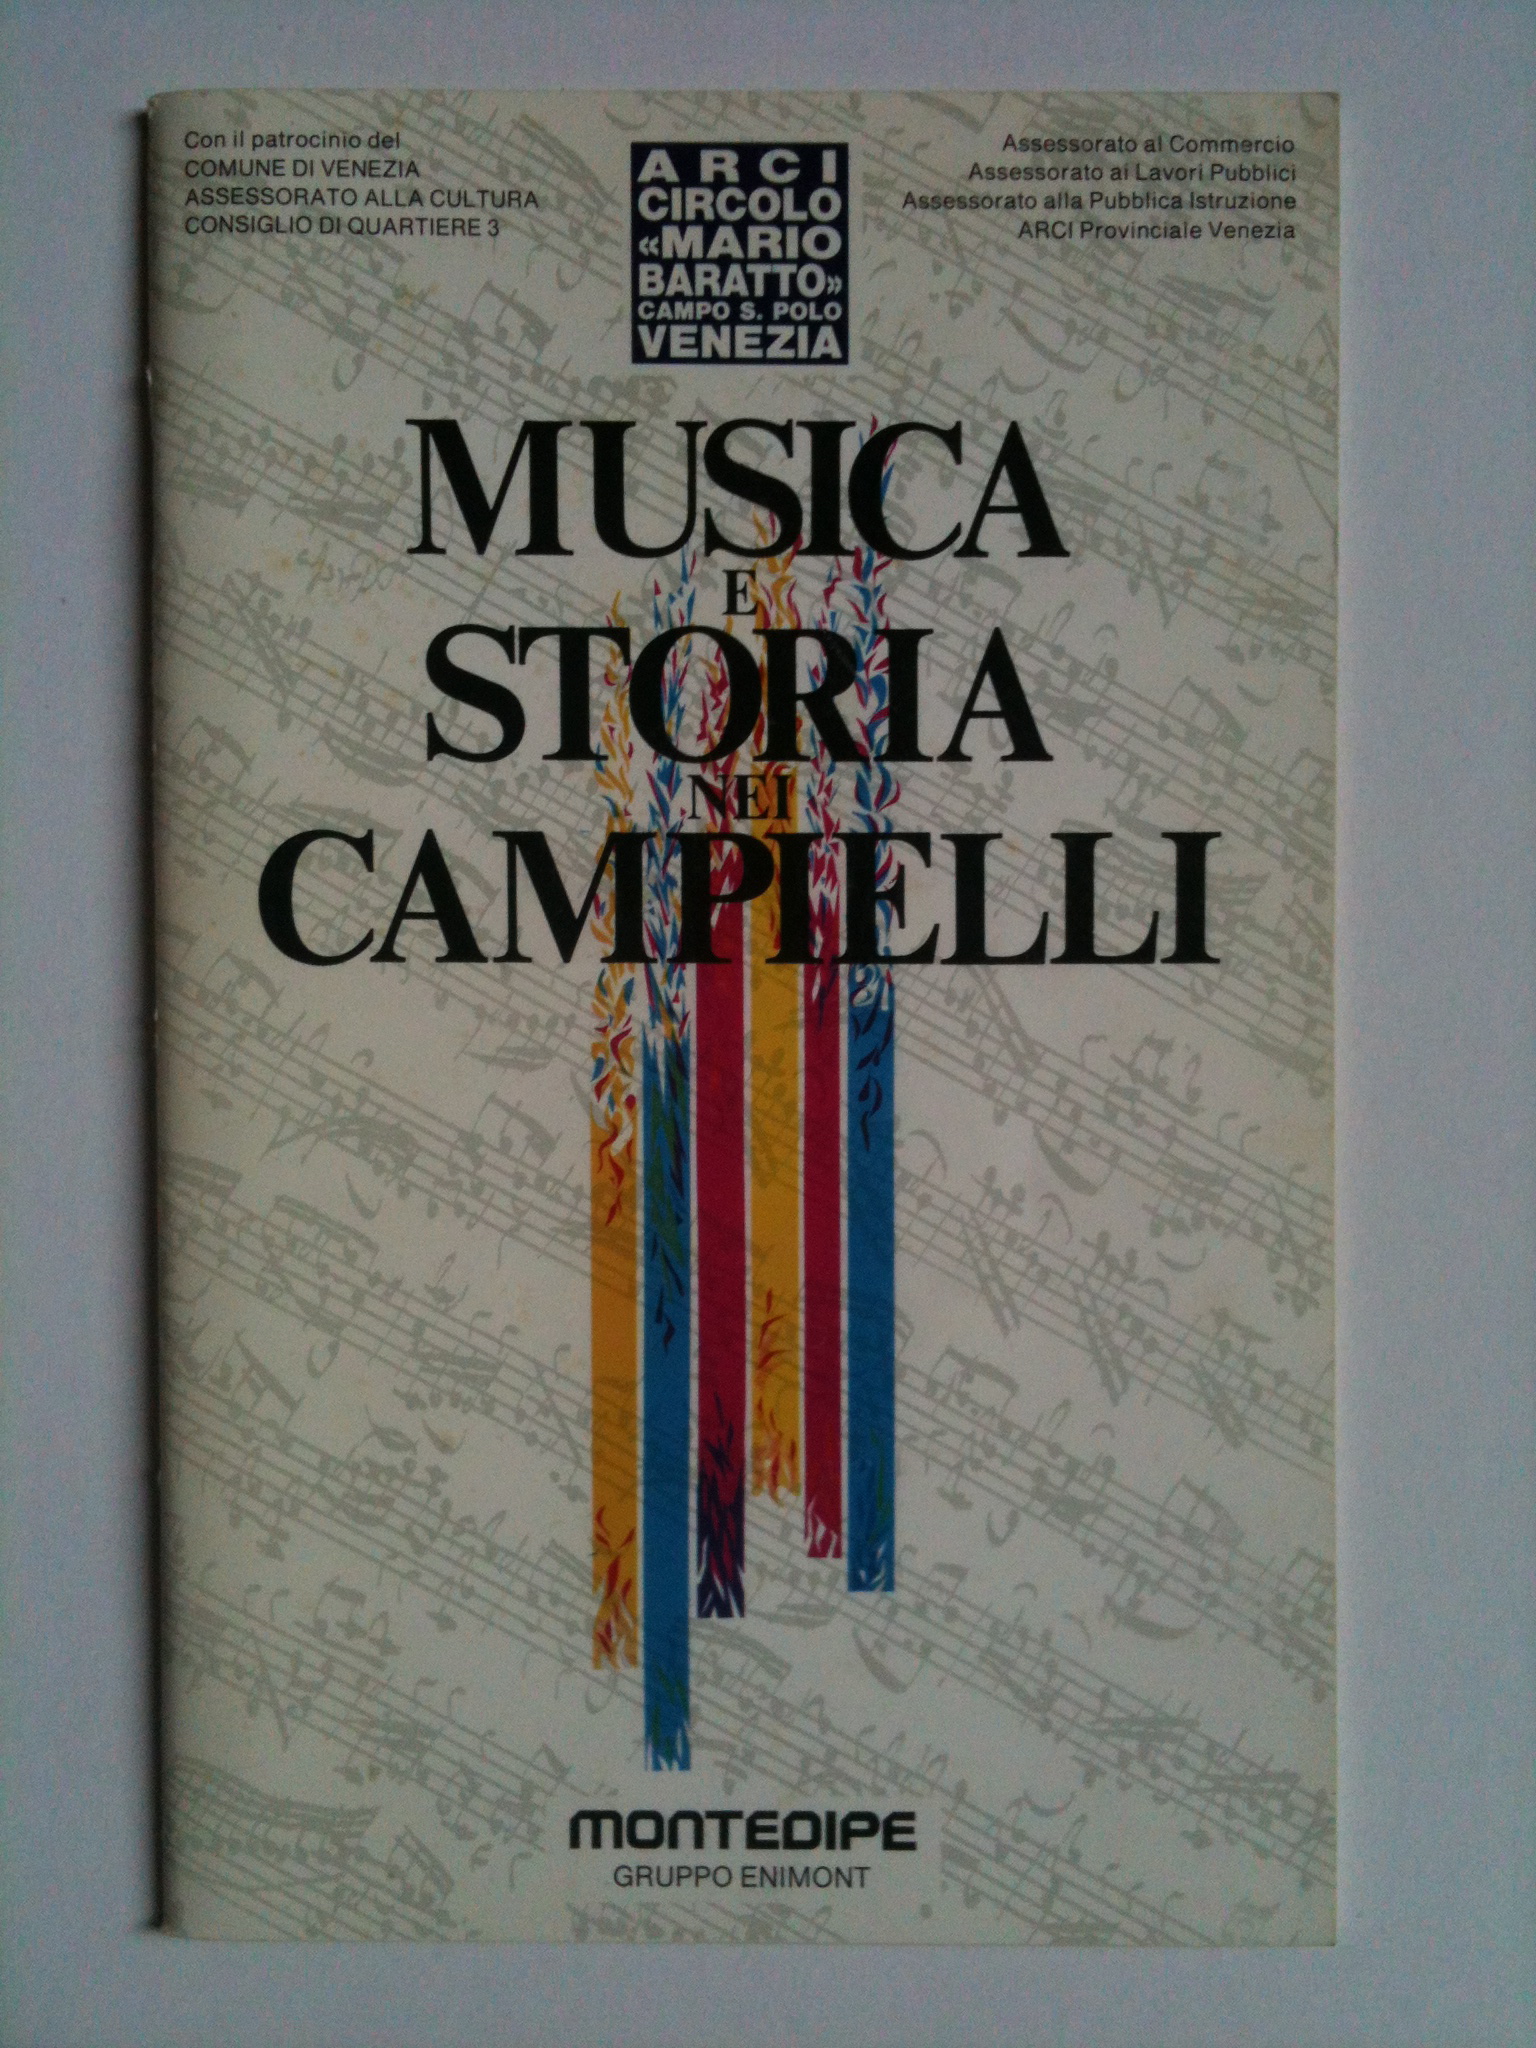 Con il patrocinio del
COMUNE DI VENEZIA
ASSESSORATO ALLA CULTURA
CONSIGLIO DI QUARTIERE 3
ARCI
CIRCOLO
«MARIO
BARATTO»
CAMPO S. POLO
VENEZIA
Assessorato al Commercio
Assessorato ai Lavori Pubblici
Assessorato alla Pubblica Istruzione
ARCI Provinciale Venezia
MUSICA
E
STORIA
NEI
CAMPIELLI
MONTEDIPE
GRUPPO ENIMONT